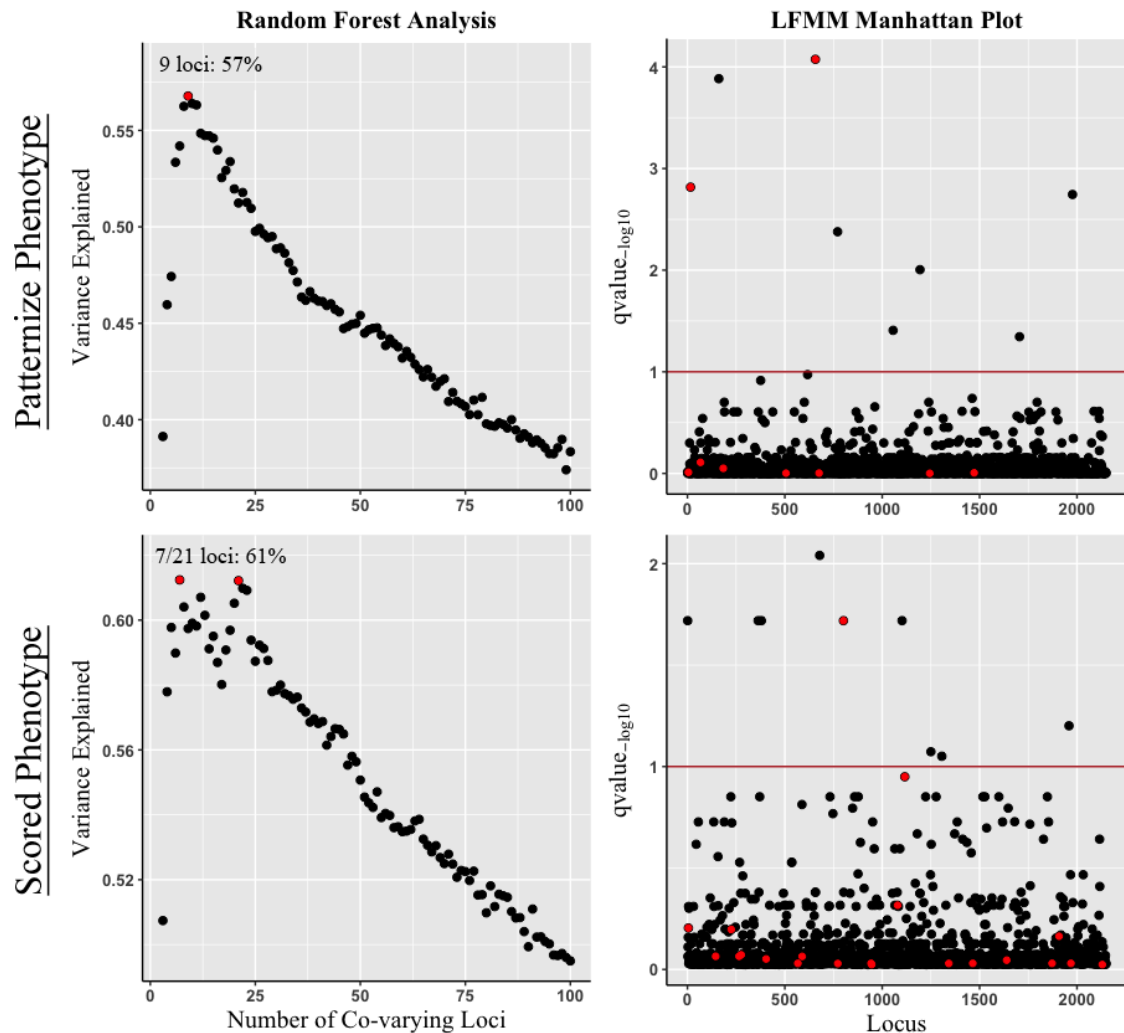 Random Forest Analysis
LFMM Manhattan Plot
Patternize Phenotype
Variance Explained
9 loci: 57%
0.55
0.50
0.45
0.40
0 25 50 75 100
qvalue-log10
4
3
2
1
0
0 500 1000 1500 2000
Scored Phenotype
Variance Explained
7/21 loci: 61%
0.60
0.56
0.52
0 25 50 75 100
Number of Co-varying Loci
qvalue-log10
2
1
0
0 500 1000 1500 2000
Locus